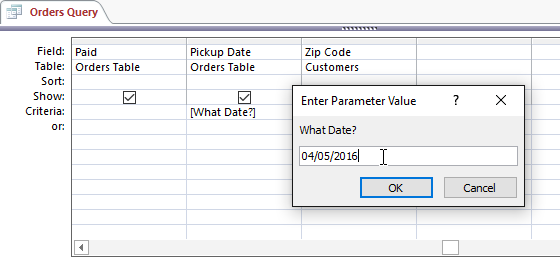 Orders Query
Field: Paid Pickup Date Zip Code
Table: Orders Table Orders Table Customers
Sort:
Show:
Criteria: [What Date?]
or:
Enter Parameter Value ? ×
What Date?
04/05/2016
OK Cancel